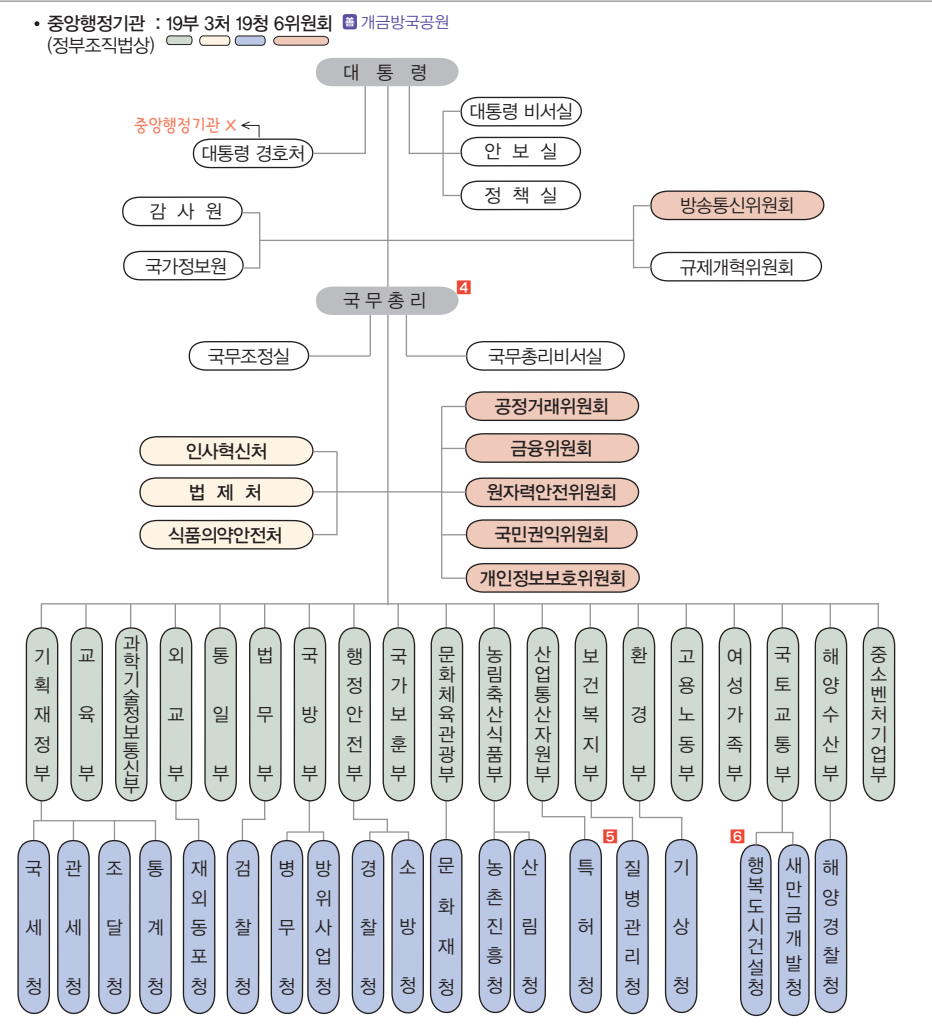 • 중앙행정기관 : 19부 3처 19청 6위원회 善 개금방국공원
(정부조직법상)
대 통 령
중앙행정기관 X
대통령 경호처
대통령 비서실
안 보 실
정 책 실
감 사 원
국가정보원
방송통신위원회
규제개혁위원회
국무총리 4
국무조정실
국무총리비서실
인사혁신처
법 제 처
식품의약안전처
공정거래위원회
금융위원회
원자력안전위원회
국민권익위원회
개인정보보호위원회
기획재정부
교육부
과학기술정보통신부
외교부
통일부
법무부
국방부
행정안전부
국가보훈부
문화체육관광부
농림축산식품부
산업통산자원부
보건복지부
환경부
고용노동부
여성가족부
국토교통부
해양수산부
중소벤처기업부
국세청
관세청
조달청
통계청
재외동포청
검찰청
병무청
방위사업청
경찰청
소방청
문화재청
농촌진흥청
산림청
특허청
5
질병관리청
기상청
6
행복도시건설청
새만금개발청
해양경찰청